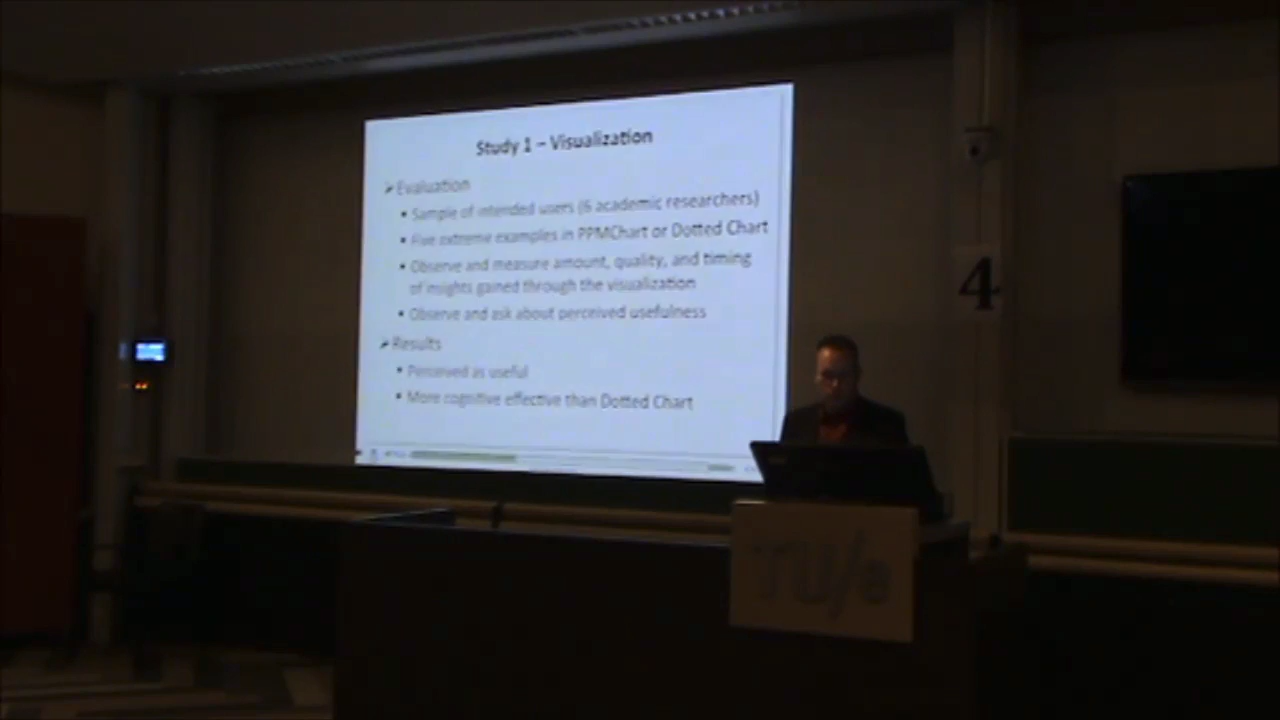 Study 1 – Visualization
Evaluation
Sample of intended users (6 academic researchers)
Five extreme examples in PPMChart or Dotted Chart
Observe and measure amount, quality, and timing
of insights gained through the visualization
Observe and ask about perceived usefulness
Results
Perceived as useful
More cognitive effective than Dotted Chart
4
TU/e